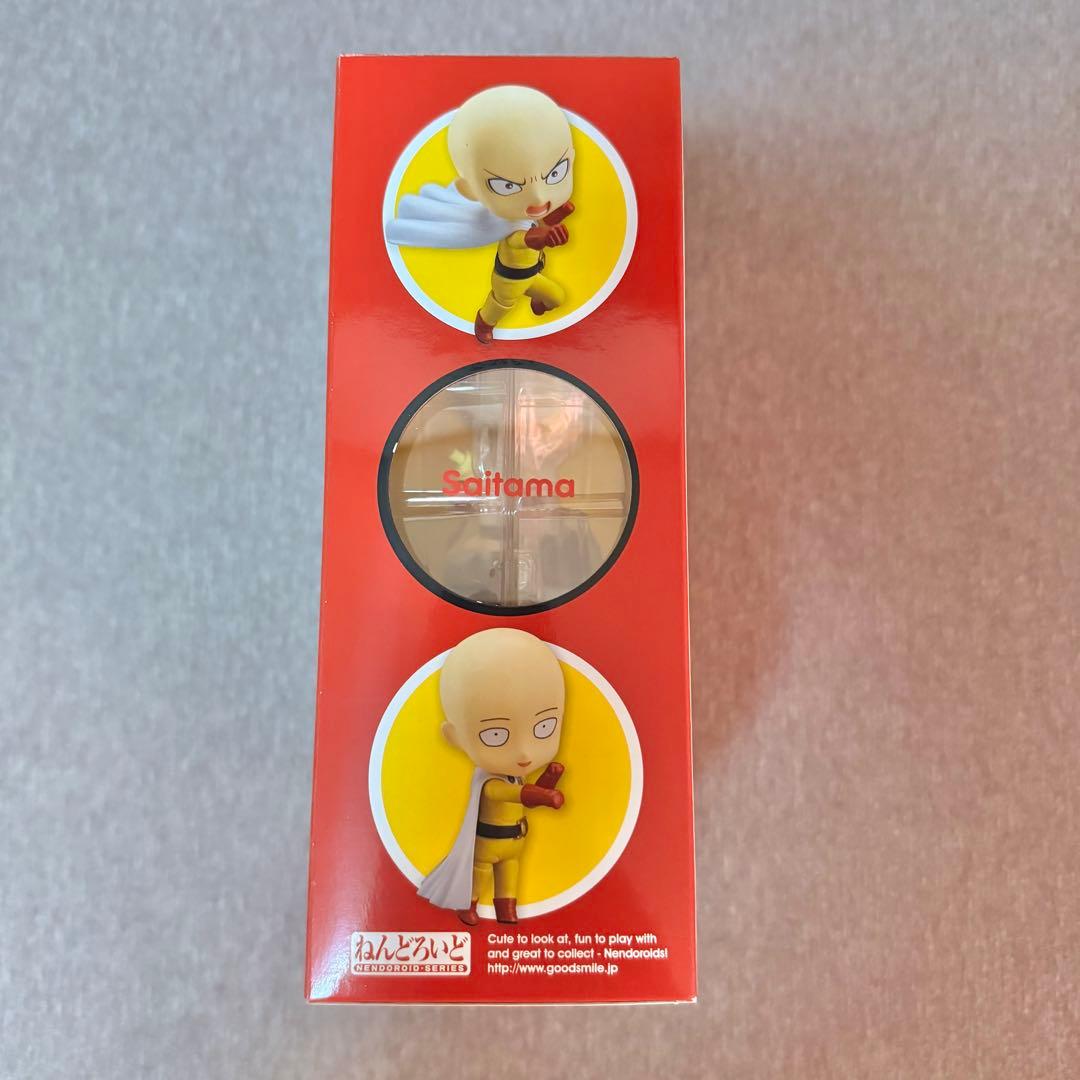 Saitama
ねんどろいど
NENDOROID•SERIES
Cute to look at, fun to play with
and great to collect - Nendoroids!
http://www.goodsmile.jp